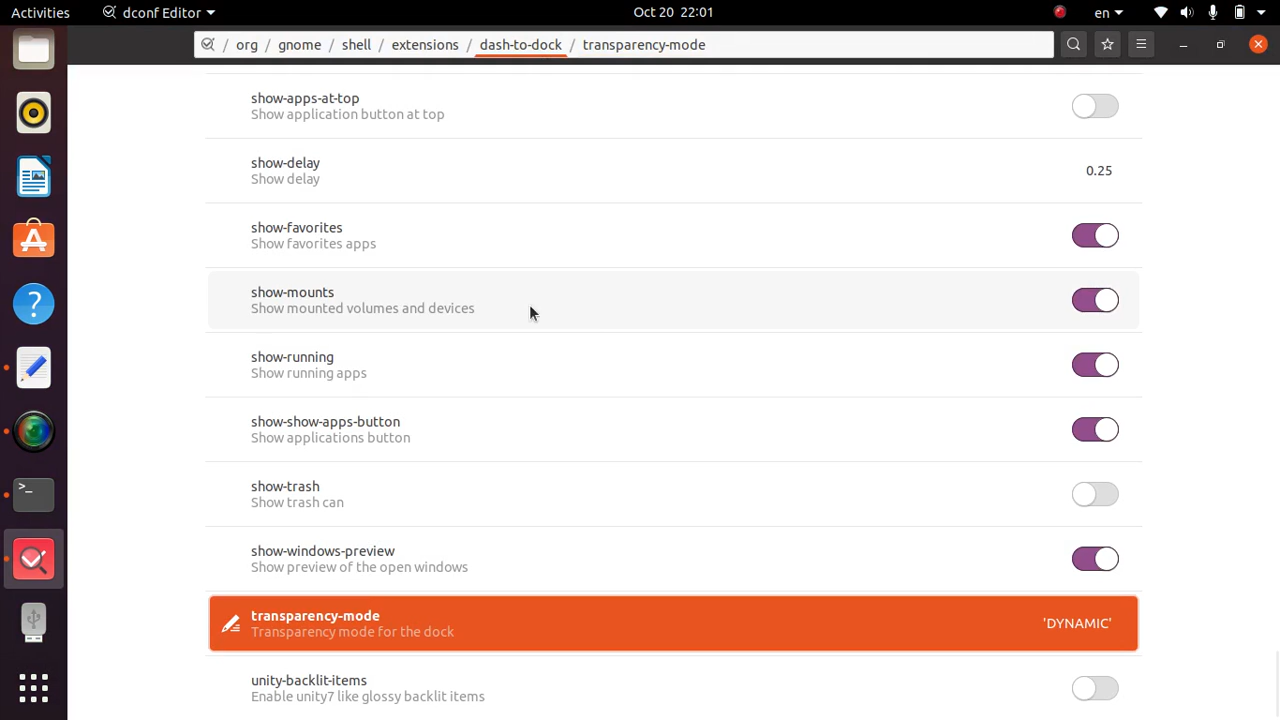 Activities
dconf Editor
Oct 20 22:01
en
/ org / gnome / shell / extensions / dash-to-dock / transparency-mode
show-apps-at-top
Show application button at top
show-delay
Show delay
0.25
show-favorites
Show favorites apps
show-mounts
Show mounted volumes and devices
show-running
Show running apps
show-show-apps-button
Show applications button
show-trash
Show trash can
show-windows-preview
Show preview of the open windows
transparency-mode
Transparency mode for the dock
'DYNAMIC'
unity-backlit-items
Enable unity7 like glossy backlit items